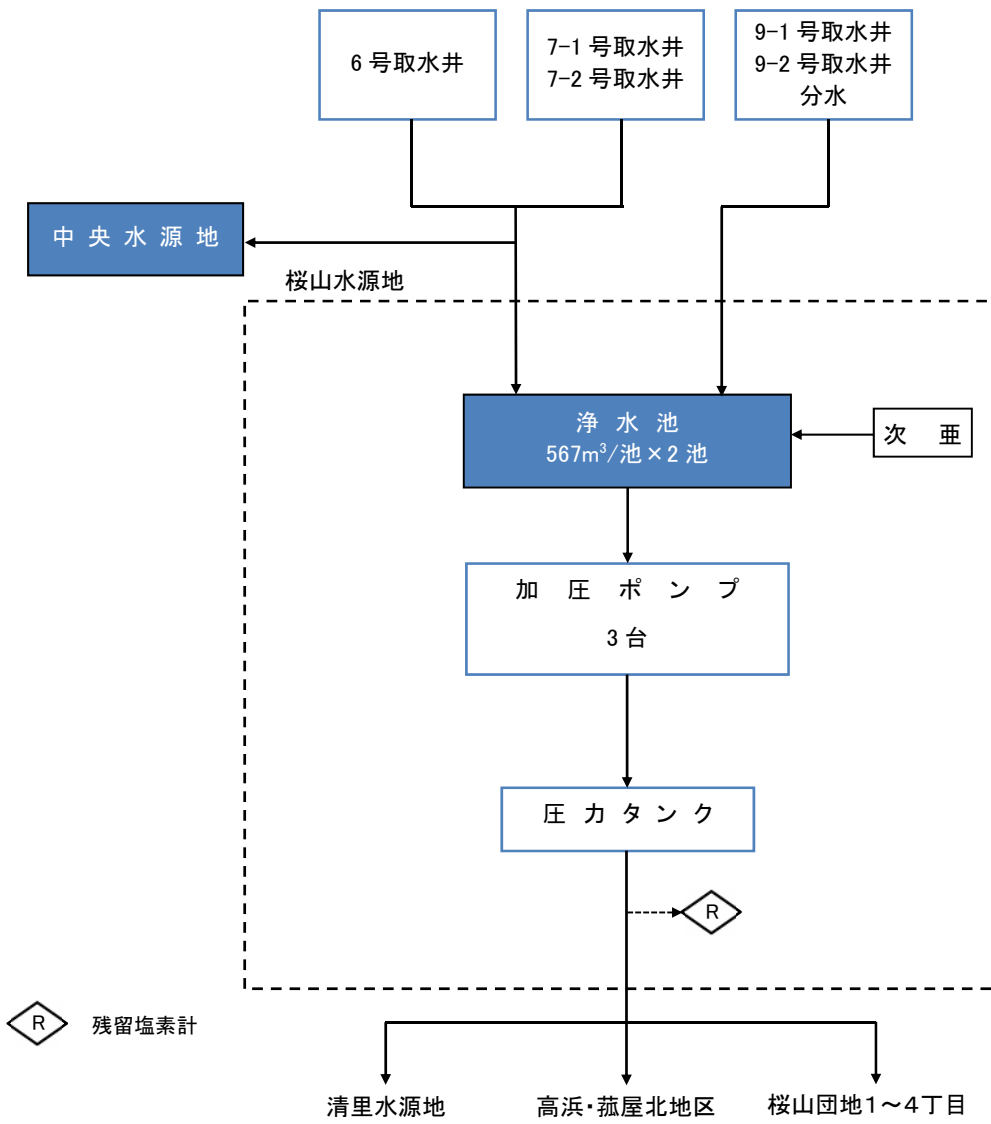 6号取水井
7-1号取水井
7-2号取水井
9-1号取水井
9-2号取水井
分水
中央水源地
桜山水源地
浄水池
567m³/池×2池
次亜
加圧ポンプ
3台
圧力タンク
R
R 残留塩素計
清里水源地
高浜・菰屋北地区
桜山団地1~4丁目